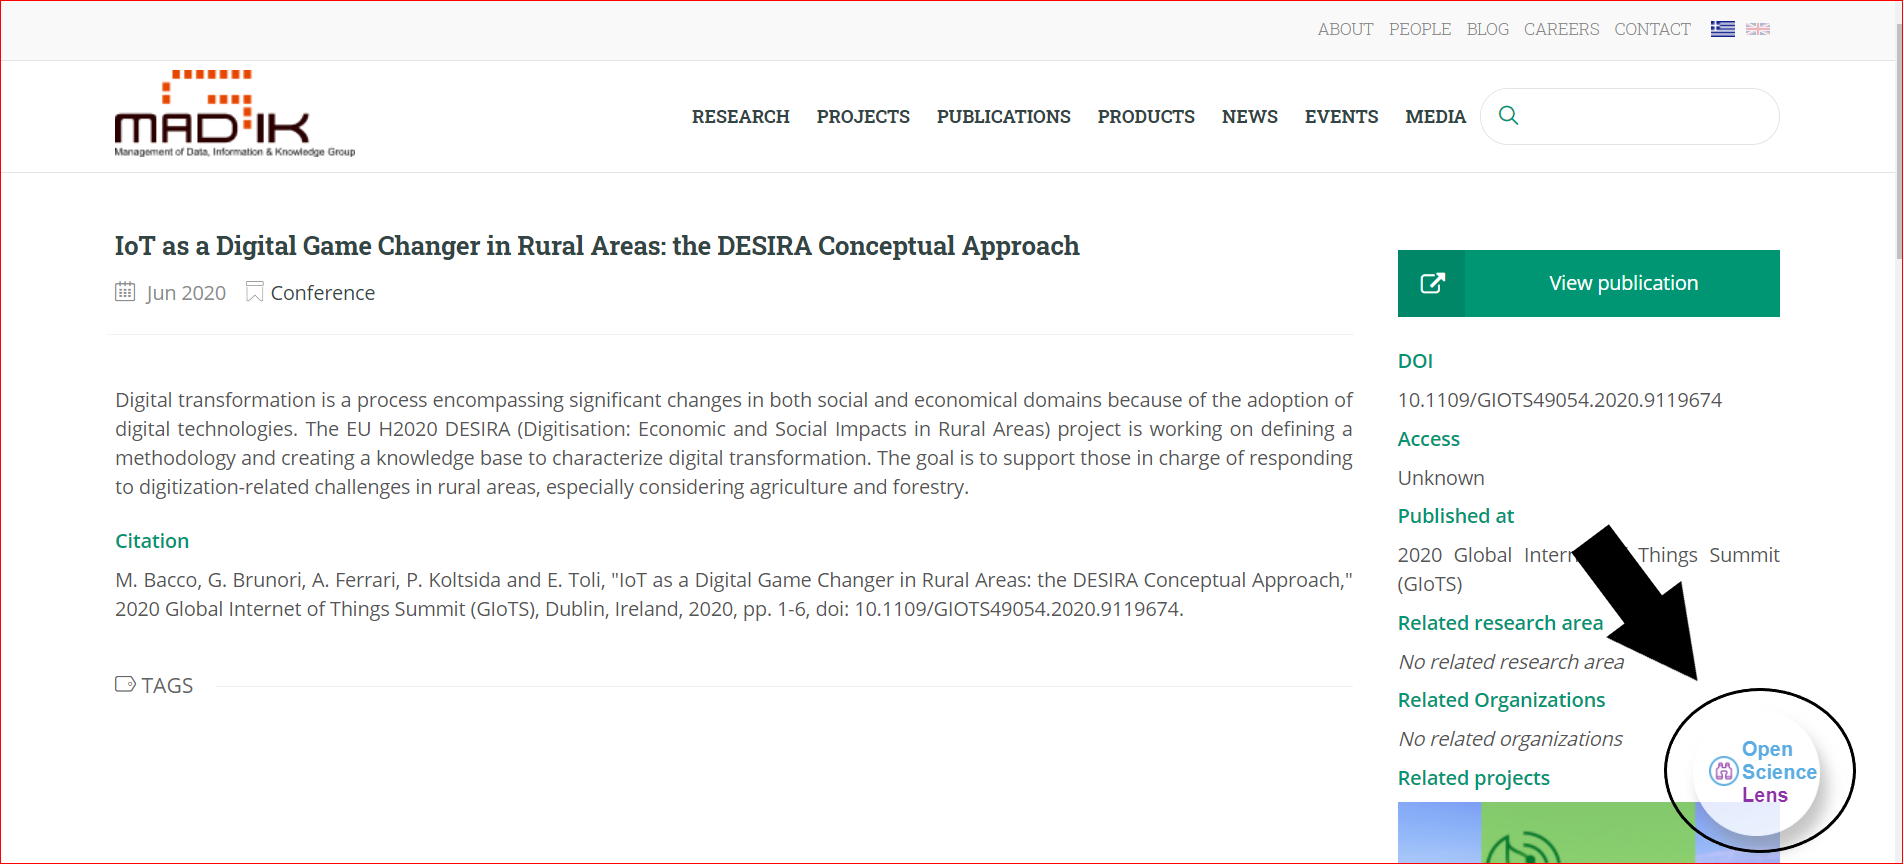 ABOUT PEOPLE BLOG CAREERS CONTACT
MADgIK
Management of Data, Information & Knowledge Group
RESEARCH PROJECTS PUBLICATIONS PRODUCTS NEWS EVENTS MEDIA
IoT as a Digital Game Changer in Rural Areas: the DESIRA Conceptual Approach
Jun 2020 Conference
Digital transformation is a process encompassing significant changes in both social and economical domains because of the adoption of
digital technologies. The EU H2020 DESIRA (Digitisation: Economic and Social Impacts in Rural Areas) project is working on defining a
methodology and creating a knowledge base to characterize digital transformation. The goal is to support those in charge of responding
to digitization-related challenges in rural areas, especially considering agriculture and forestry.
Citation
M. Bacco, G. Brunori, A. Ferrari, P. Koltsida and E. Toli, "IoT as a Digital Game Changer in Rural Areas: the DESIRA Conceptual Approach,"
2020 Global Internet of Things Summit (GIoTS), Dublin, Ireland, 2020, pp. 1-6, doi: 10.1109/GIOTS49054.2020.9119674.
TAGS
View publication
DOI
10.1109/GIOTS49054.2020.9119674
Access
Unknown
Published at
2020 Global Things Summit
(GIoTS)
Related research area
No related research area
Related Organizations
No related organizations
Related projects
Open
Science
Lens